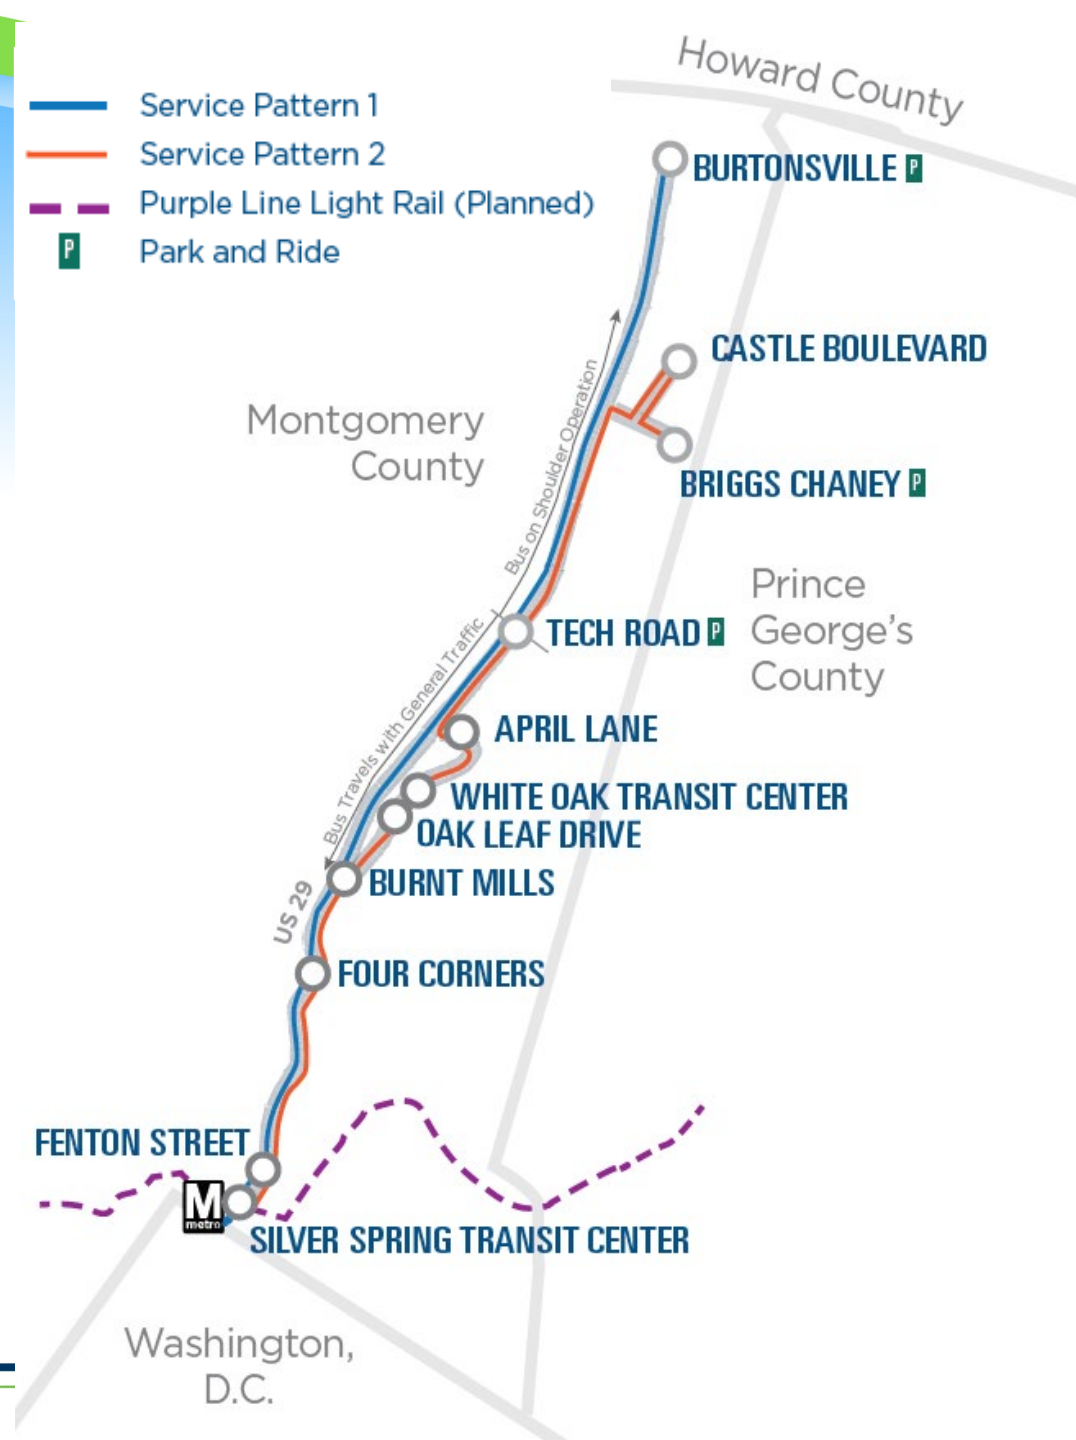 Howard County
Service Pattern 1
Service Pattern 2
Purple Line Light Rail (Planned)
P
Park and Ride
BURTONSVILLE P
CASTLE BOULEVARD
Montgomery
County
Bus on Shoulder Operation
BRIGGS CHANEY P
Prince
George's
County
TECH ROAD P
Bus Travels with General Traffic
APRIL LANE
WHITE OAK TRANSIT CENTER
OAK LEAF DRIVE
BURNT MILLS
US 29
FOUR CORNERS
FENTON STREET
M
metro
SILVER SPRING TRANSIT CENTER
Washington,
D.C.